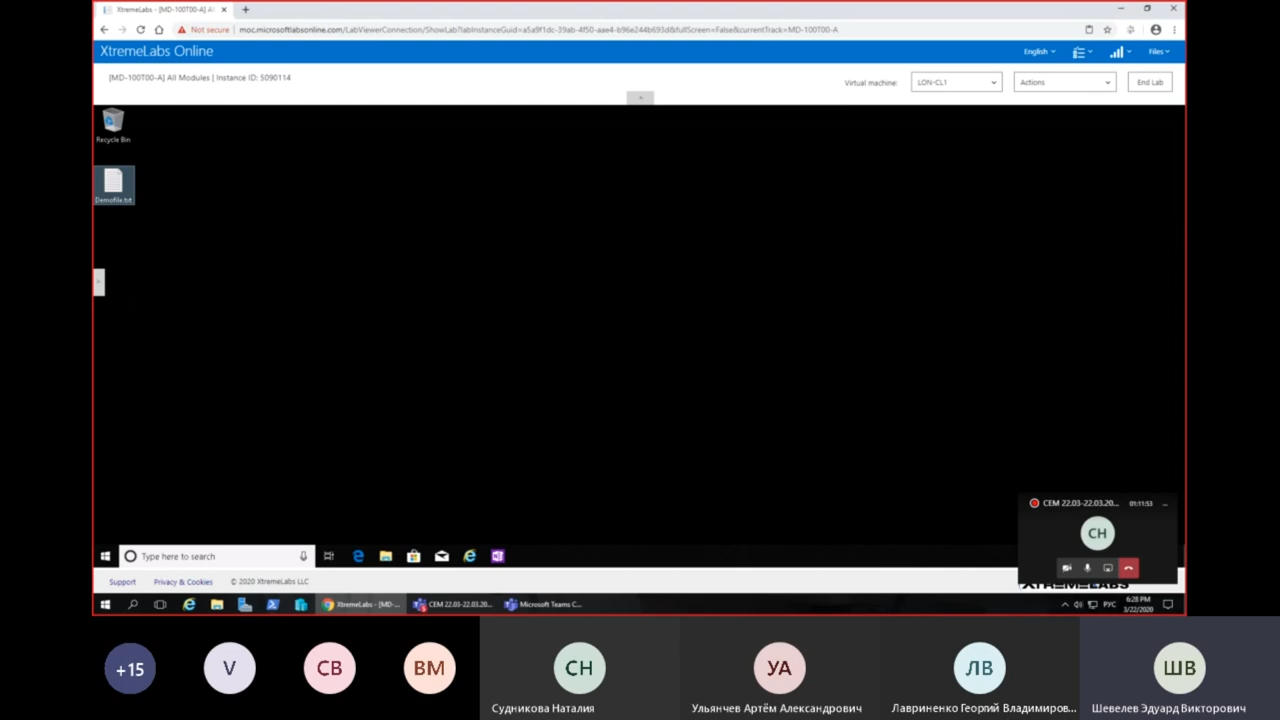 XtremeLabs - [MD-100T00-A] Al
Not secure
moc.microsoftlabsonline.com/LabViewerConnection/ShowLab?labInstanceGuid=a5a9f1dc-39ab-4f50-aae4-b96e244b693d&fullScreen=False&currentTrack=MD-100T00-A
XtremeLabs Online
English
Files
[MD-100T00-A] All Modules | Instance ID: 5090114
Virtual machine:
LON-CL1
Actions
End Lab
Recycle Bin
Demofile.txt
СЕМ 22.03-22.03.20...
01:11:53
...
СН
Type here to search
Support
Privacy & Cookies
© 2020 XtremeLabs LLC
XTREMELABS
XtremeLabs - [MD-...
СЕМ 22.03-22.03.20...
Microsoft Teams C...
РУС
6:28 PM
3/22/2020
+15
V
СВ
ВМ
СН
УА
ЛВ
ШВ
Судникова Наталия
Ульянчев Артём Александрович
Лавриненко Георгий Владимиров...
Шевелев Эдуард Викторович